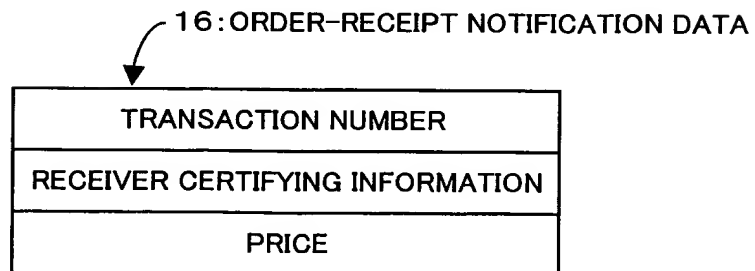 16:ORDER-RECEIPT NOTIFICATION DATA
TRANSACTION NUMBER
RECEIVER CERTIFYING INFORMATION
PRICE